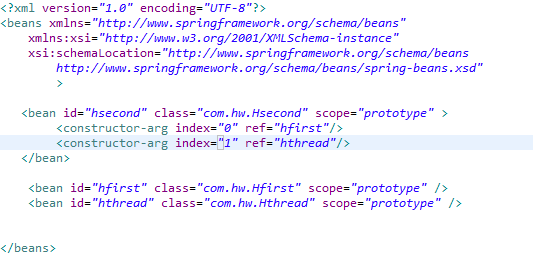 <?xml version="1.0" encoding="UTF-8"?>
<beans xmlns="http://www.springframework.org/schema/beans"
xmlns:xsi="http://www.w3.org/2001/XMLSchema-instance"
xsi:schemaLocation="http://www.springframework.org/schema/beans
http://www.springframework.org/schema/beans/spring-beans.xsd"
>
<bean id="hsecond" class="com.hw.Hsecond" scope="prototype" >
<constructor-arg index="0" ref="hfirst"/>
<constructor-arg index="1" ref="hthread"/>
</bean>
<bean id="hfirst" class="com.hw.Hfirst" scope="prototype" />
<bean id="hthread" class="com.hw.Hthread" scope="prototype" />
</beans>